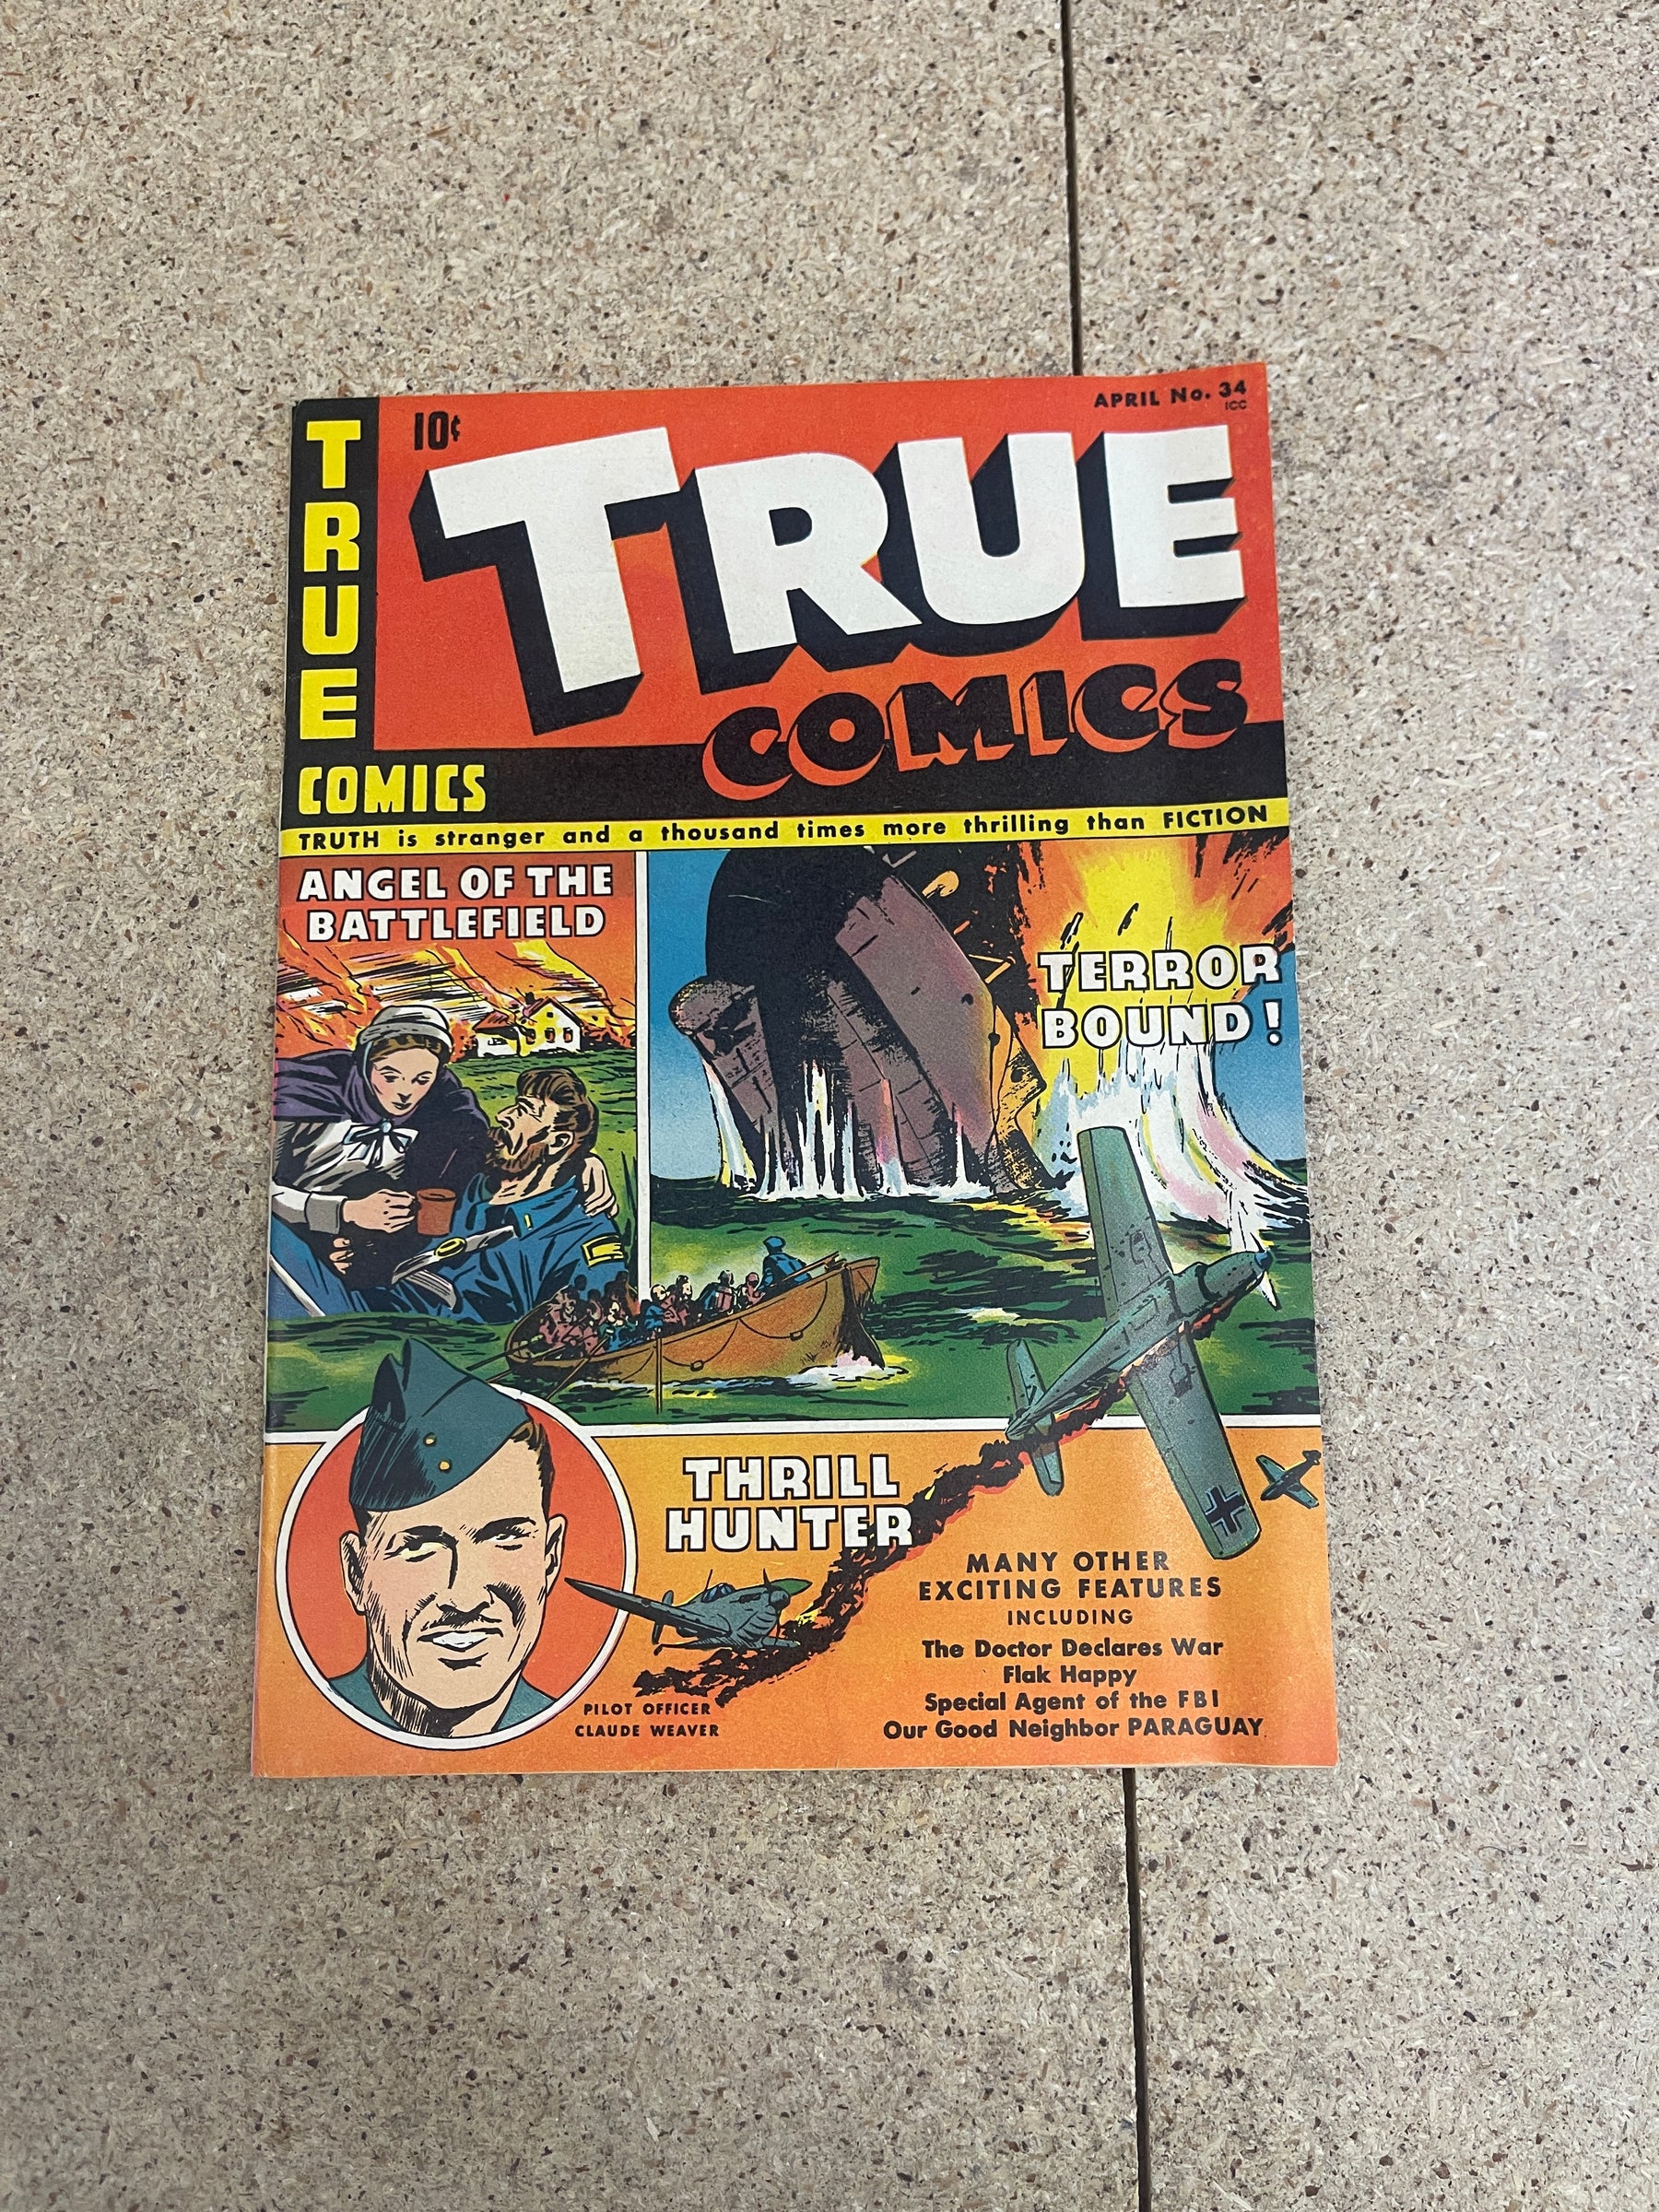 TRUE
COMICS
10¢
APRIL No. 34
ICC
TRUE
COMICS
TRUTH is stranger and a thousand times more thrilling than FICTION
ANGEL OF THE
BATTLEFIELD
TERROR
BOUND!
THRILL
HUNTER
PILOT OFFICER
CLAUDE WEAVER
MANY OTHER
EXCITING FEATURES
INCLUDING
The Doctor Declares War
Flak Happy
Special Agent of the FBI
Our Good Neighbor PARAGUAY